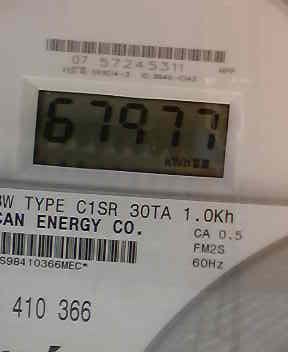 07 57245311
67977
KWH
3W TYPE C1SR 30TA 1.0Kh
CAN ENERGY CO.
CA 0.5
FM2S
60Hz
S98410366MEC*
410 366